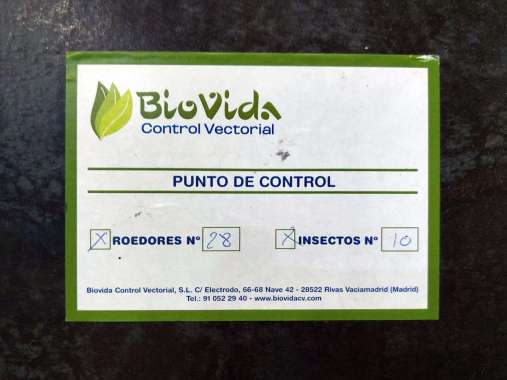 BioVida
Control Vectorial
PUNTO DE CONTROL
X ROEDORES Nº 28 X INSECTOS Nº 10
Biovida Control Vectorial, S.L. C/ Electrodo, 66-68 Nave 42 - 28522 Rivas Vaciamadrid (Madrid)
Tel.: 91 052 29 40 - www.biovidacv.com